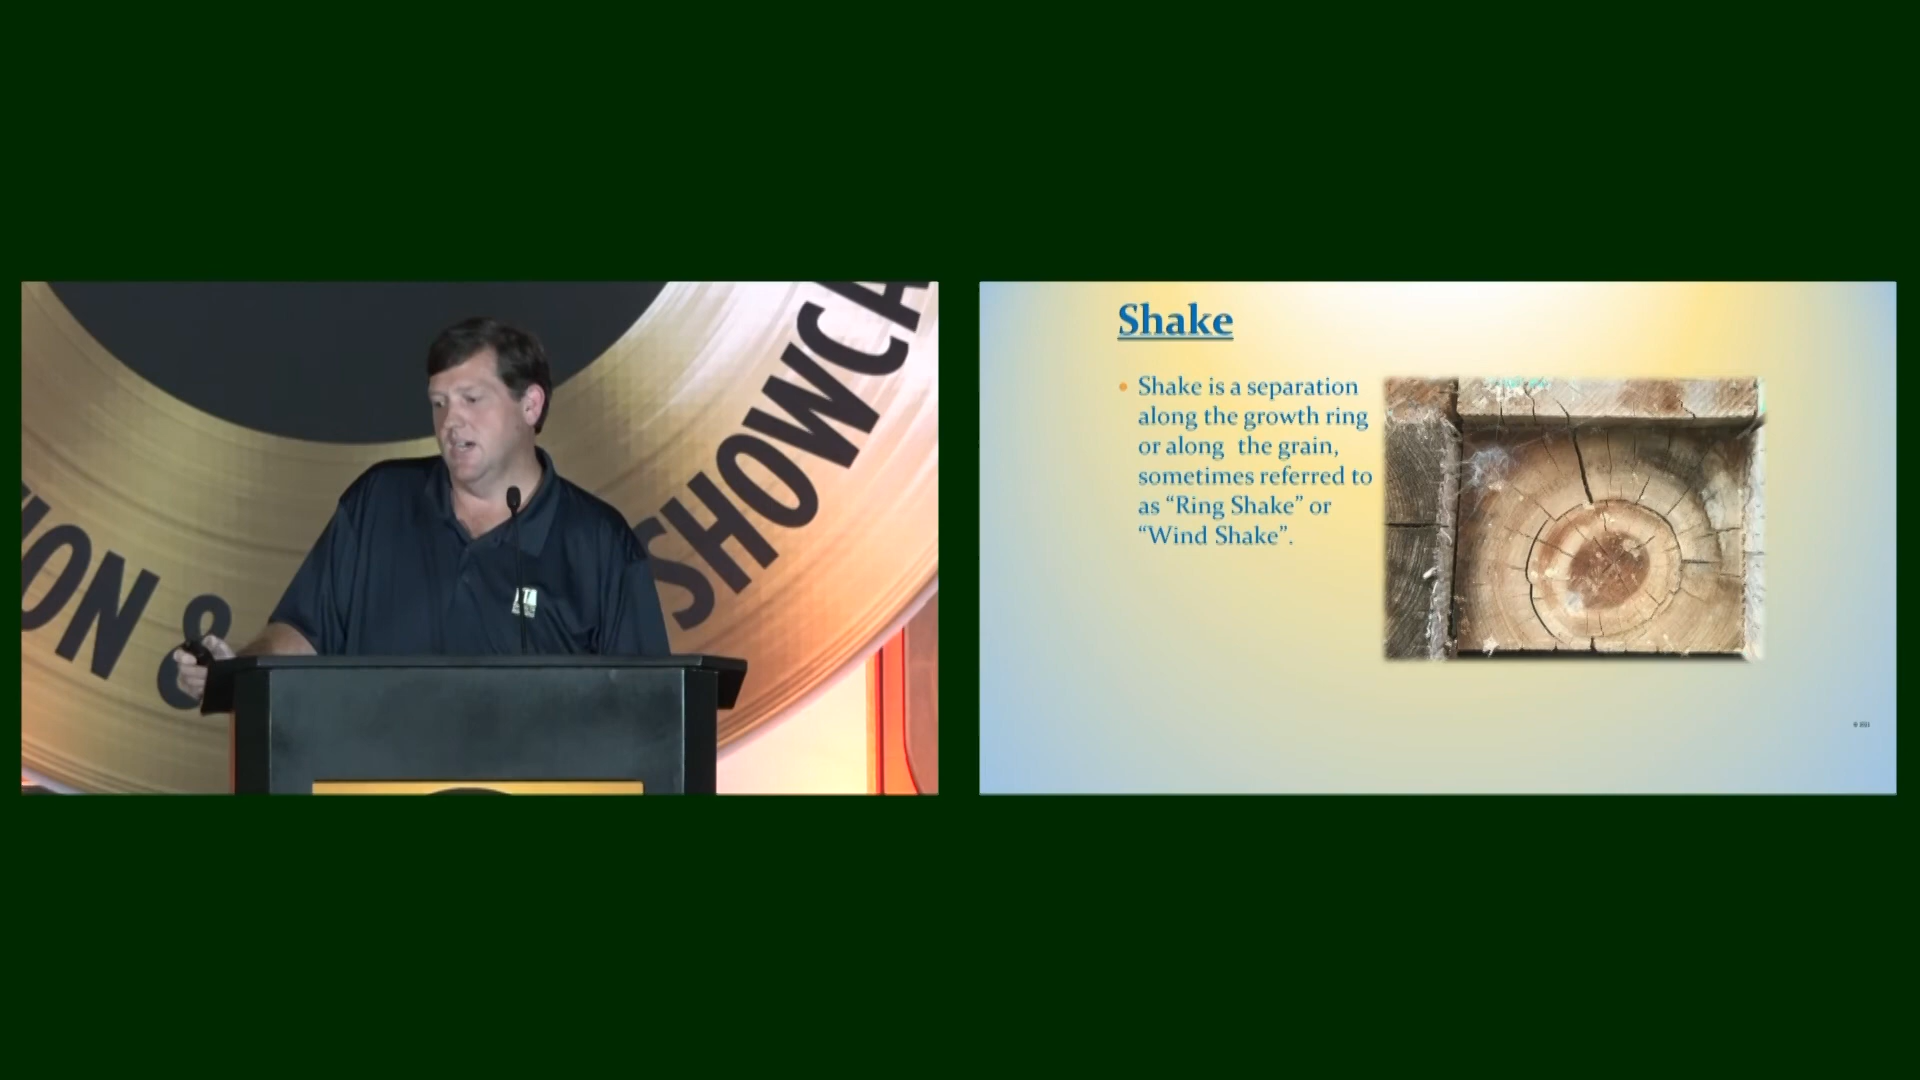 ION & SHOWCA
Shake
• Shake is a separation
along the growth ring
or along the grain,
sometimes referred to
as “Ring Shake” or
“Wind Shake”.